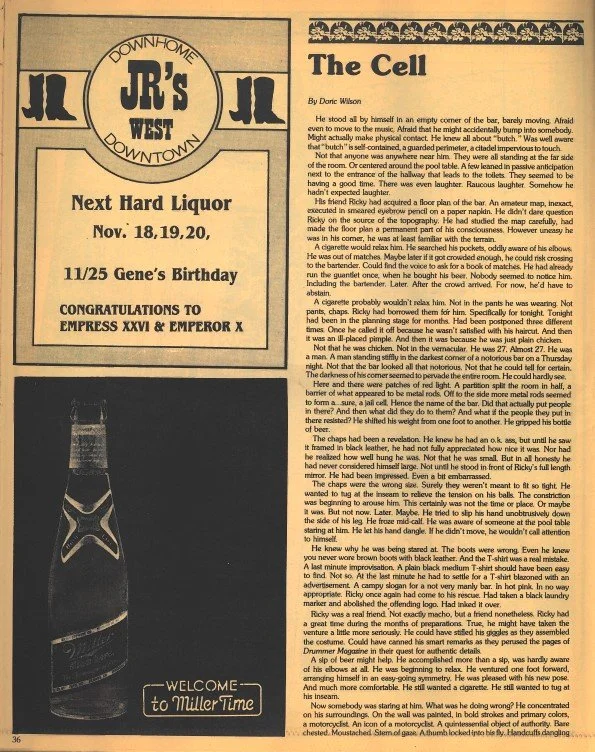 DOWNHOME
JR's
WEST
DOWNTOWN
Next Hard Liquor
Nov. 18,19,20,
11/25 Gene's Birthday
CONGRATULATIONS TO
EMPRESS XXVI & EMPEROR X
Miller
WELCOME
to Miller Time
36
The Cell
By Doric Wilson
He stood all by himself in an empty corner of the bar, barely moving. Afraid
even to move to the music. Afraid that he might accidentally bump into somebody.
Might actually make physical contact. He knew all about "butch." Was well aware
that "butch" is self-contained, a guarded perimeter, a citadel impervious to touch.
Not that anyone was anywhere near him. They were all standing at the far side
of the room. Or centered around the pool table. A few leaned in passive anticipation
next to the entrance of the hallway that leads to the toilets. They seemed to be
having a good time. There was even laughter. Raucous laughter. Somehow he
hadn't expected laughter.
His friend Ricky had acquired a floor plan of the bar. An amateur map, inexact,
executed in smeared eyebrow pencil on a paper napkin. He didn't dare question
Ricky on the source of the topography. He had studied the map carefully, had
made the floor plan a permanent part of his consciousness. However uneasy he
was in his corner, he was at least familiar with the terrain.
A cigarette would relax him. He searched his puckets, oddly aware of his elbows.
He was out of matches. Maybe later if it got crowded enough, he could risk crossing
to the bartender. Could find the voice to ask for a book of matches. He had already
run the guantlet once, when he bought his beer. Nobody seemed to notice him.
Including the bartender. Later. After the crowd arrived. For now, he'd have to
abstain.
A cigarette probably wouldn't relax him. Not in the pants he was wearing. Not
pants, chaps. Ricky had borrowed them for him. Specifically for tonight. Tonight
had been in the planning stage for months. Had been postponed three different
times. Once he called it off because he wasn't satisfied with his haircut. And then
it was an ill-placed pimple. And then it was because he was just plain chicken.
Not that he was chicken. Not in the vernacular. He was 27. Almost 27. He was
a man. A man standing stiffly in the darkest corner of a notorious bar on a Thursday
night. Not that the bar looked all that notorious. Not that he could tell for certain.
The darkness of his corner seemed to pervade the entire room. He could hardly see.
Here and there were patches of red light. A partition split the room in half, a
barrier of what appeared to be metal rods. Off to the side more metal rods seemed
to form a...sure, a jail cell. Hence the name of the bar. Did that actually put people
in there? And then what did they do to them? And what if the people they put in
there resisted? He shifted his weight from one foot to another. He gripped his bottle
of beer.
The chaps had been a revelation. He knew he had an o.k. ass, but until he saw
it framed in black leather, he had not fully appreciated how nice it was. Nor had
he realized how well hung he was. Not that he was small. But in all honesty he
had never considered himself large. Not until he stood in front of Ricky's full length
mirror. He had been impressed. Even a bit embarrassed.
The chaps were the wrong size. Surely they weren't meant to fit so tight. He
wanted to tug at the inseam to relieve the tension on his balls. The constriction
was beginning to arouse him. This certainly was not the time or place. Or maybe
it was. But not now. Later. Maybe. He tried to slip his hand unobtrusively down
the side of his leg. He froze mid-calf. He was aware of someone at the pool table
staring at him. He let his hand dangle. If he didn't move, he wouldn't call attention
to himself.
He knew why he was being stared at. The boots were wrong. Even he knew
you never wore brown boots with black leather. And the T-shirt was a real mistake.
A last minute improvisation. A plain black medium T-shirt should have been easy
to find. Not so. At the last minute he had to settle for a T-shirt blazoned with an
advertisement. A campy slogan for a not very manly bar. In hot pink. In no way
appropriate. Ricky once again had come to his rescue. Had taken a black laundry
marker and abolished the offending logo. Had inked it over.
Ricky was a real friend. Not exactly macho, but a friend nonetheless. Ricky had
a great time during the months of preparations. True, he might have taken the
venture a little more seriously. He could have stifled his giggles as they assembled
the costume. Could have canned his smart remarks as they perused the pages of
Drummer Magazine in their quest for authentic details.
A sip of beer might help. He accomplished more than a sip, was hardly aware
of his elbows at all. He was beginning to relax. He ventured one foot forward,
arranging himself in an easy-going symmetry. He was pleased with his new pose.
And much more comfortable. He still wanted a cigarette. He still wanted to tug at
his inseam.
Now somebody was staring at him. What was he doing wrong? He concentrated
on his surroundings. On the wall was painted, in bold strokes and primary colors,
a motorcyclist. An icon of a motorcyclist. A quintessential object of authority. Bare
chested. Moustached. Stern of gaze. A thumb locked into his fly. Handcuffs dangling